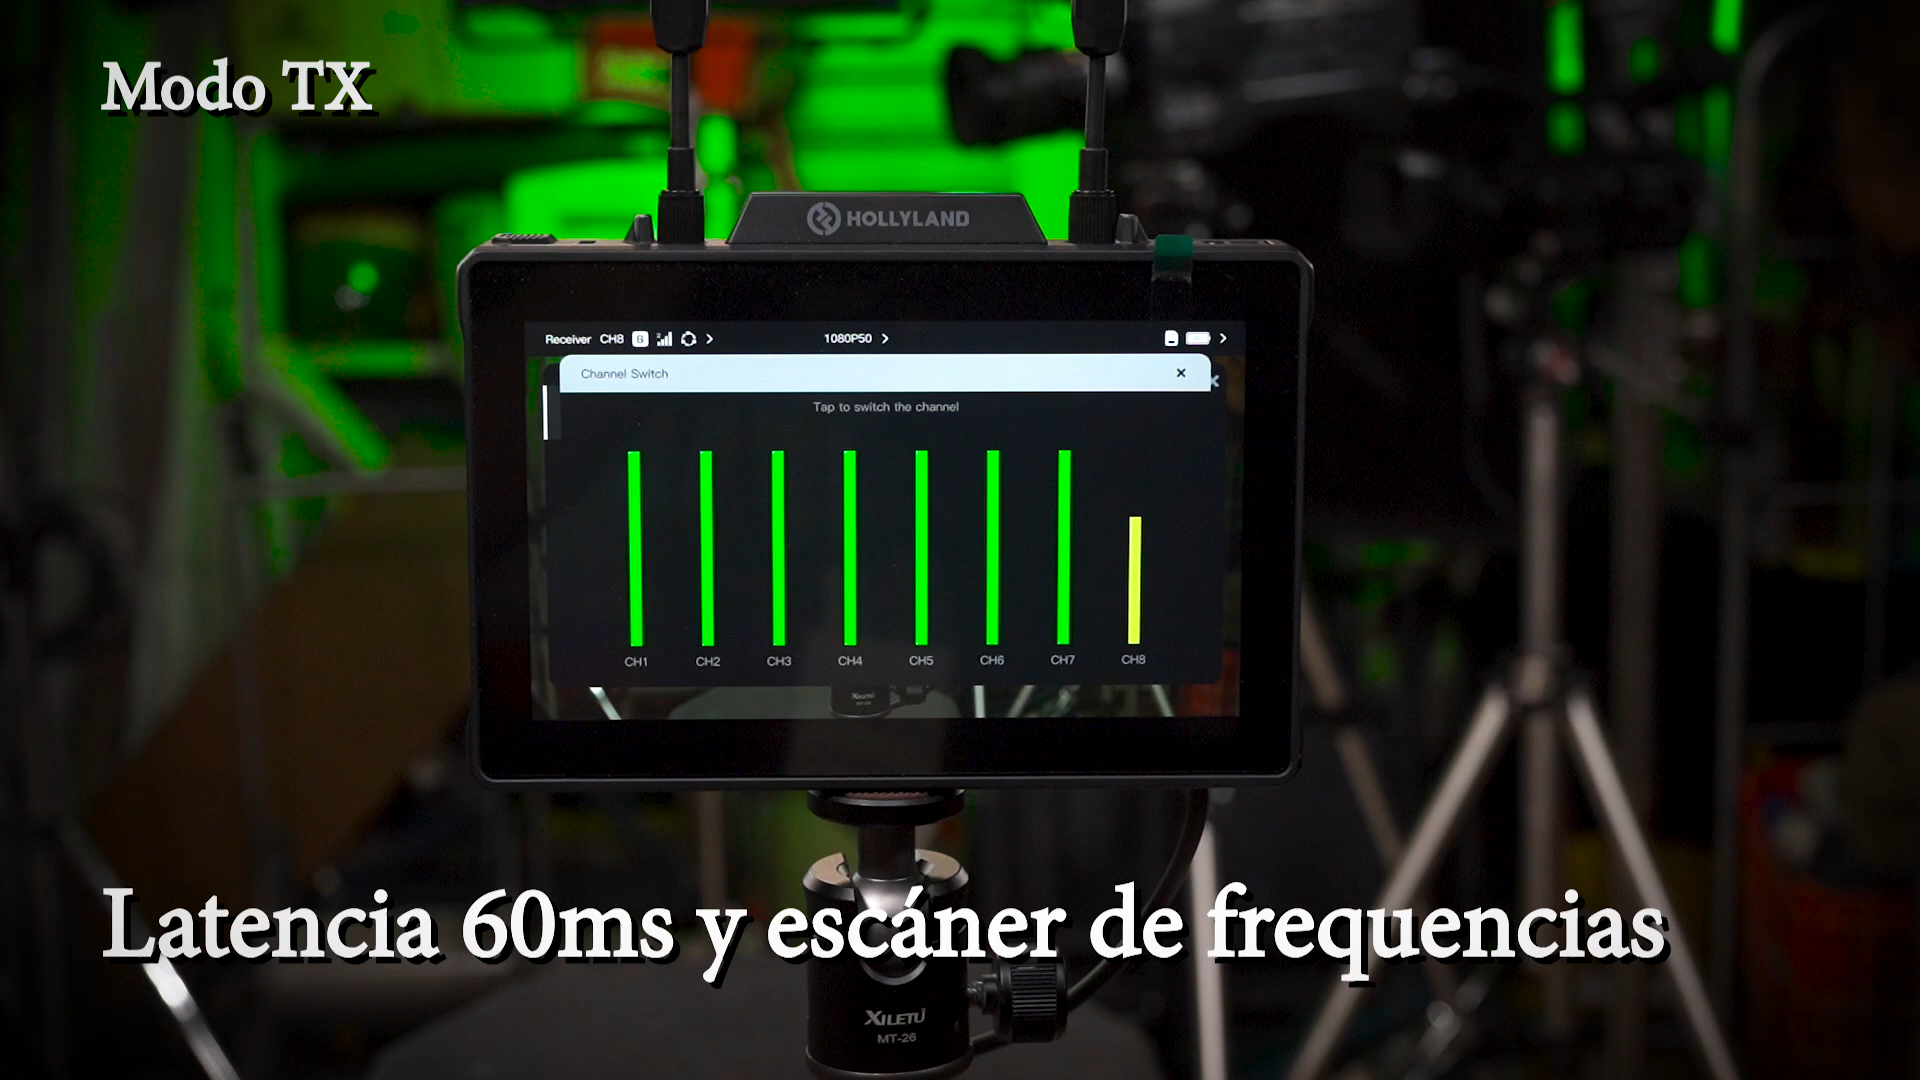 Modo TX
HOLLYLAND
Receiver CH8 B
1080P50
Channel Switch
Tap to switch the channel
CH1 CH2 CH3 CH4 CH5 CH6 CH7 CH8
Latencia 60ms y escáner de frequencias
XILETU
MT-26